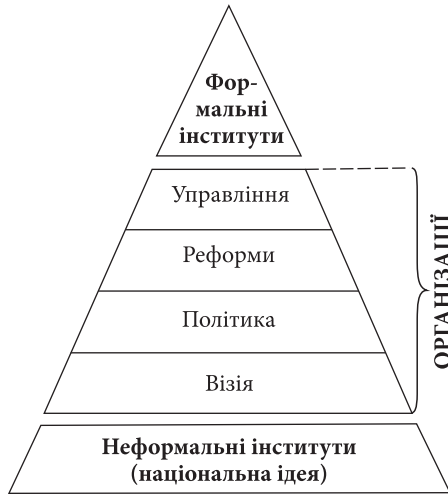 Фор-
мальні
інститути
Управління
Реформи
Політика
Візія
ОРГАНІЗАЦІЇ
Неформальні інститути
(національна ідея)